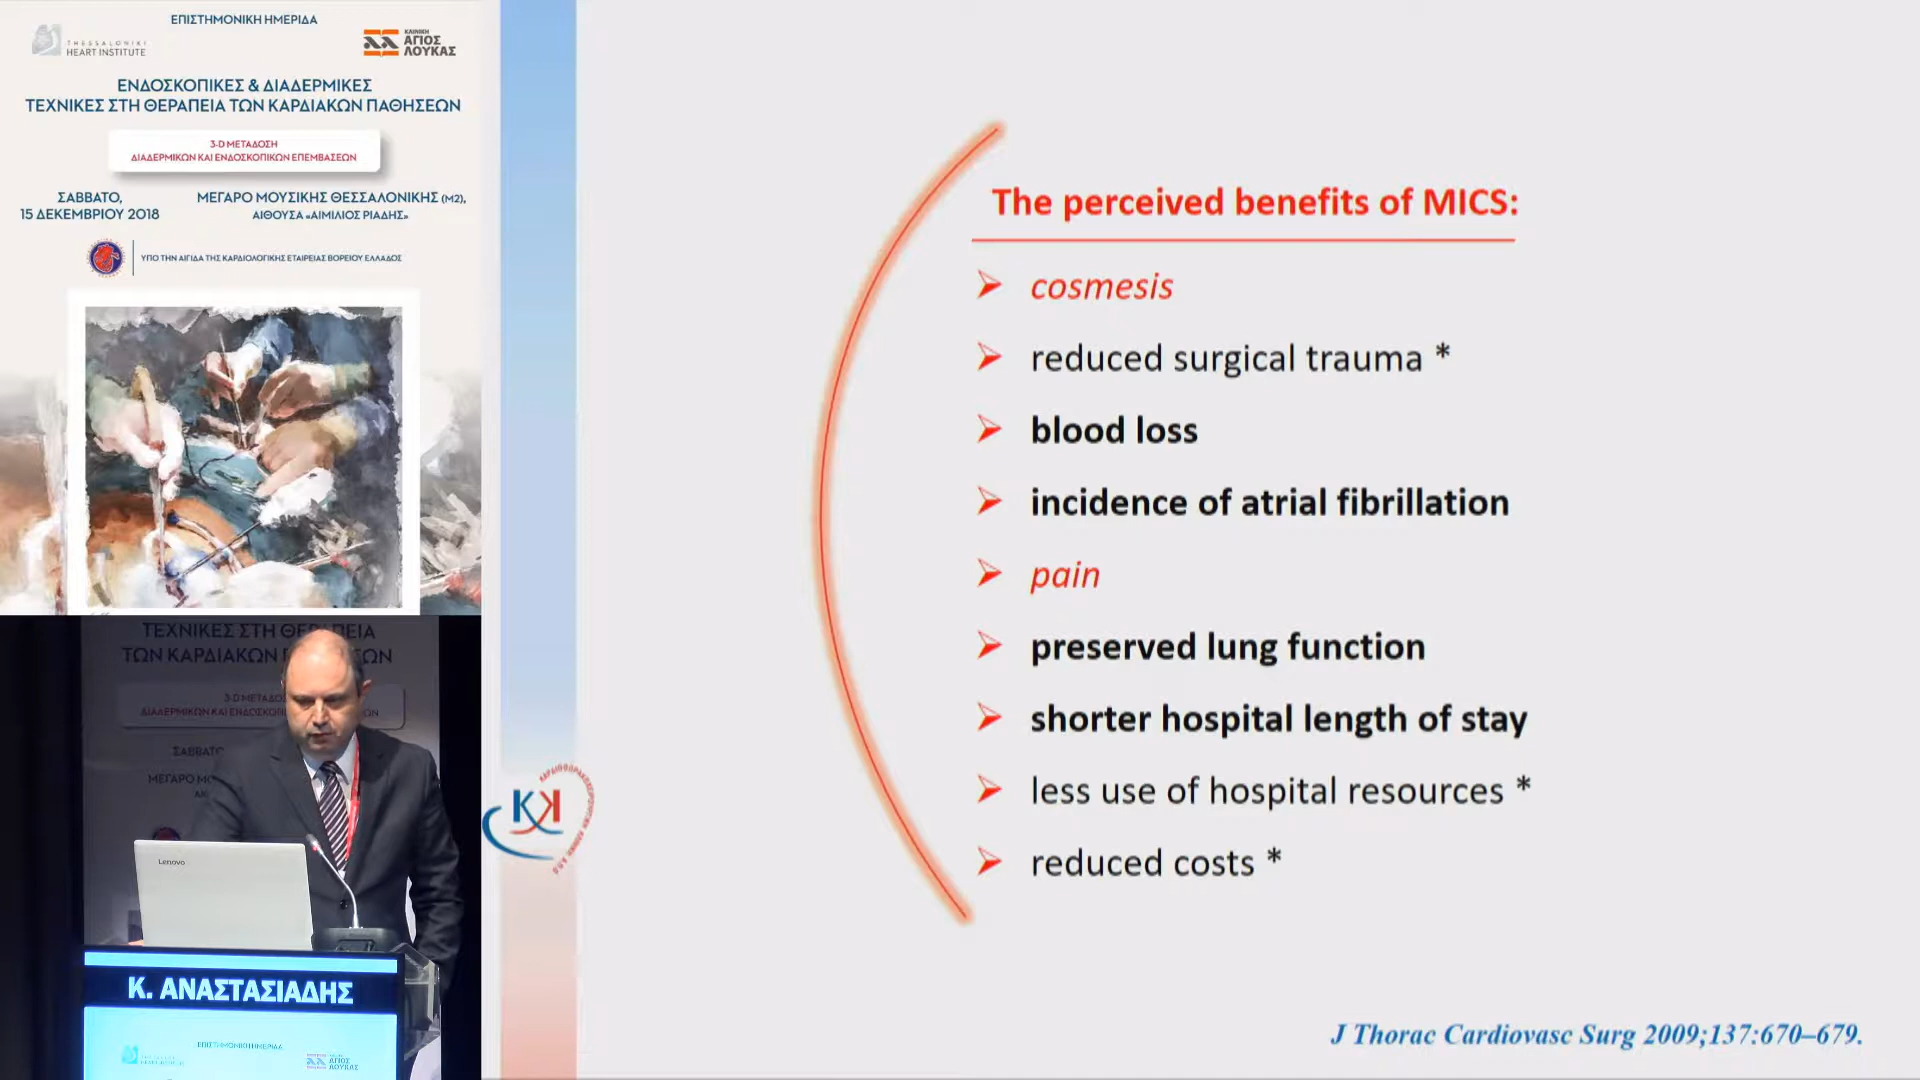 ΕΠΙΣΤΗΜΟΝΙΚΗ ΗΜΕΡΙΔΑ
THESSALONIKI
HEART INSTITUTE
ΚΛΙΝΙΚΗ
ΑΓΙΟΣ
ΛΟΥΚΑΣ
ΕΝΔΟΣΚΟΠΙΚΕΣ & ΔΙΑΔΕΡΜΙΚΕΣ
ΤΕΧΝΙΚΕΣ ΣΤΗ ΘΕΡΑΠΕΙΑ ΤΩΝ ΚΑΡΔΙΑΚΩΝ ΠΑΘΗΣΕΩΝ
3-D ΜΕΤΑΔΟΣΗ
ΔΙΑΔΕΡΜΙΚΩΝ ΚΑΙ ΕΝΔΟΣΚΟΠΙΚΩΝ ΕΠΕΜΒΑΣΕΩΝ
ΣΑΒΒΑΤΟ,
15 ΔΕΚΕΜΒΡΙΟΥ 2018
ΜΕΓΑΡΟ ΜΟΥΣΙΚΗΣ ΘΕΣΣΑΛΟΝΙΚΗΣ (Μ2),
ΑΙΘΟΥΣΑ «ΑΙΜΙΛΙΟΣ ΡΙΑΔΗΣ»
ΥΠΟ ΤΗΝ ΑΙΓΙΔΑ ΤΗΣ ΚΑΡΔΙΟΛΟΓΙΚΗΣ ΕΤΑΙΡΕΙΑΣ ΒΟΡΕΙΟΥ ΕΛΛΑΔΟΣ
ΤΕΧΝΙΚΕΣ ΣΤΗ
ΤΩΝ ΚΑΡΔΙΑΚΩΝ
3-D
ΔΙΑΔΕΡΜΙΚΩΝ ΚΑΙ
ΣΑΒΒΑΤΟ
ΜΕΓΑΡΟ
Lenovo
Κ. ΑΝΑΣΤΑΣΙΑΔΗΣ
ΕΠΙΣΤΗΜΟΝΙΚΗ ΗΜΕΡΙΔΑ
HEART INSTITUTE
ΑΓΙΟΣ
ΛΟΥΚΑΣ
ΚΚ
The perceived benefits of MICS:
➢ cosmesis
➢ reduced surgical trauma *
➢ blood loss
➢ incidence of atrial fibrillation
➢ pain
➢ preserved lung function
➢ shorter hospital length of stay
➢ less use of hospital resources *
➢ reduced costs *
J Thorac Cardiovasc Surg 2009;137:670–679.